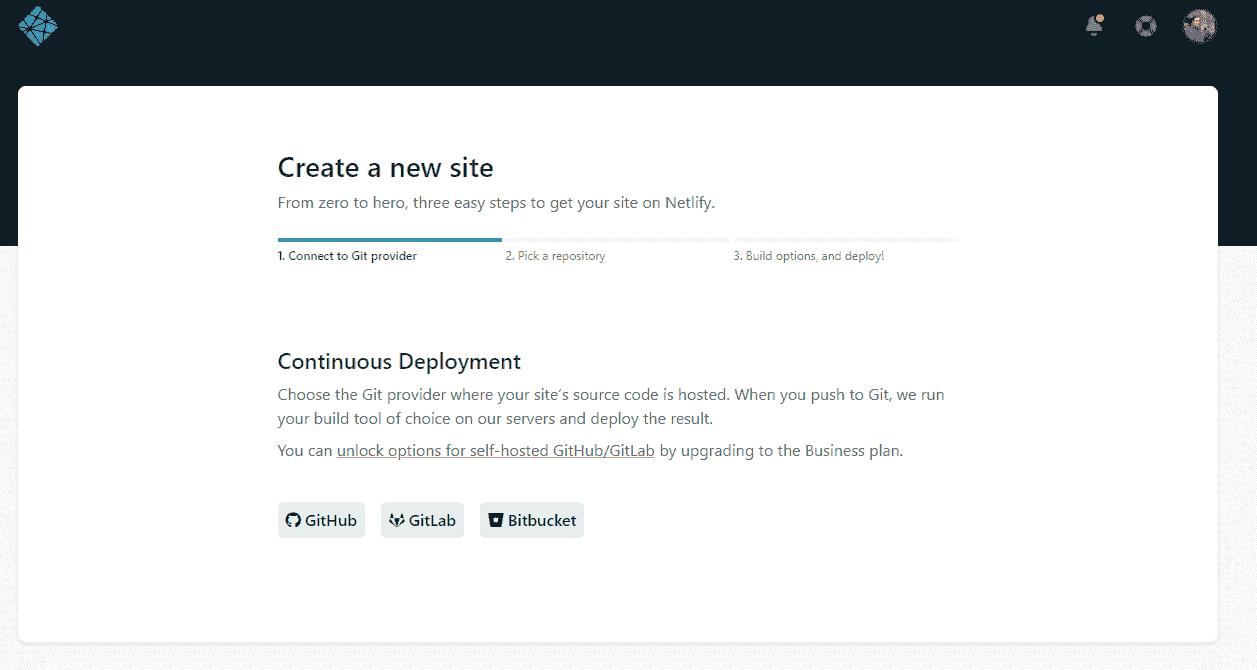 Create a new site
From zero to hero, three easy steps to get your site on Netlify.
1. Connect to Git provider
2. Pick a repository
3. Build options, and deploy!
Continuous Deployment
Choose the Git provider where your site’s source code is hosted. When you push to Git, we run
your build tool of choice on our servers and deploy the result.
You can unlock options for self-hosted GitHub/GitLab by upgrading to the Business plan.
GitHub
GitLab
Bitbucket